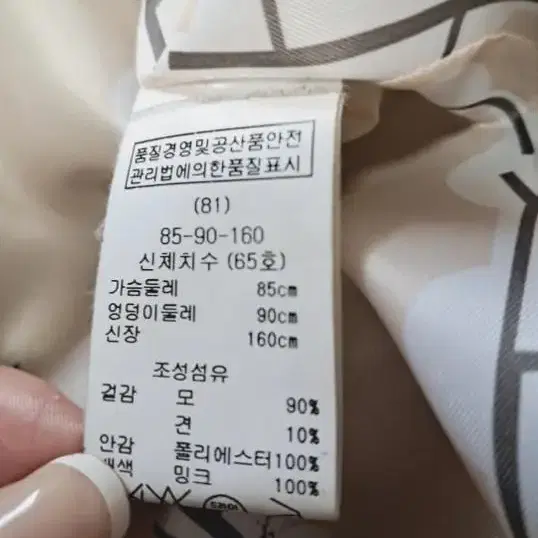 품질경영및공산품안전
관리법에의한품질표시
(81)
85-90-160
신체치수 (65호)
가슴둘레 85cm
엉덩이둘레 90cm
신장 160cm
조성섬유
겉감 모 90%
견 10%
안감 폴리에스터 100%
배색 밍크 100%